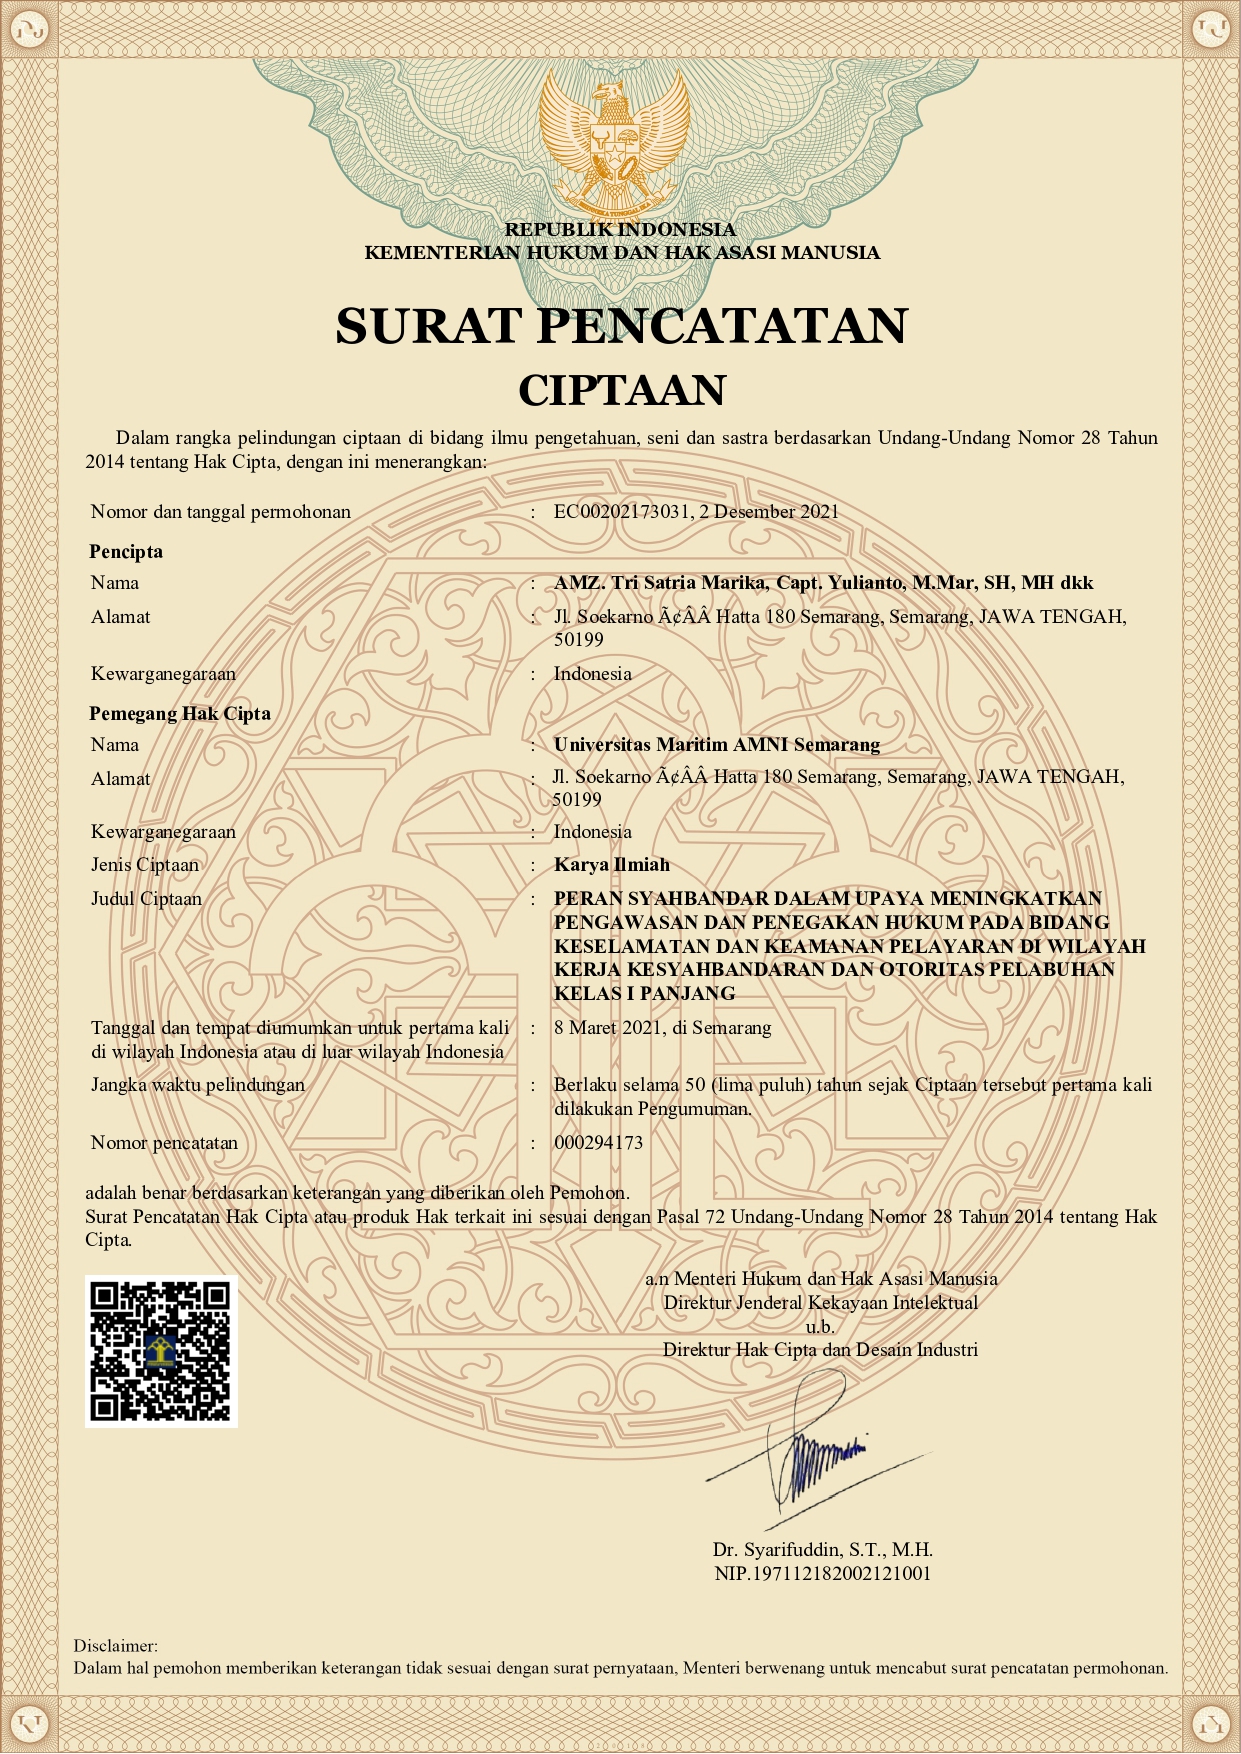 REPUBLIK INDONESIA
KEMENTERIAN HUKUM DAN HAK ASASI MANUSIA
SURAT PENCATATAN
CIPTAAN
Dalam rangka pelindungan ciptaan di bidang ilmu pengetahuan, seni dan sastra berdasarkan Undang-Undang Nomor 28 Tahun
2014 tentang Hak Cipta, dengan ini menerangkan:
Nomor dan tanggal permohonan : EC00202173031, 2 Desember 2021
Pencipta
Nama : AMZ. Tri Satria Marika, Capt. Yulianto, M.Mar, SH, MH dkk
Alamat : Jl. Soekarno Ã¢ÂÂ Hatta 180 Semarang, Semarang, JAWA TENGAH,
50199
Kewarganegaraan : Indonesia
Pemegang Hak Cipta
Nama : Universitas Maritim AMNI Semarang
Alamat : Jl. Soekarno Ã¢ÂÂ Hatta 180 Semarang, Semarang, JAWA TENGAH,
50199
Kewarganegaraan : Indonesia
Jenis Ciptaan : Karya Ilmiah
Judul Ciptaan : PERAN SYAHBANDAR DALAM UPAYA MENINGKATKAN
PENGAWASAN DAN PENEGAKAN HUKUM PADA BIDANG
KESELAMATAN DAN KEAMANAN PELAYARAN DI WILAYAH
KERJA KESYAHBANDARAN DAN OTORITAS PELABUHAN
KELAS I PANJANG
Tanggal dan tempat diumumkan untuk pertama kali : 8 Maret 2021, di Semarang
di wilayah Indonesia atau di luar wilayah Indonesia
Jangka waktu pelindungan : Berlaku selama 50 (lima puluh) tahun sejak Ciptaan tersebut pertama kali
dilakukan Pengumuman.
Nomor pencatatan : 000294173
adalah benar berdasarkan keterangan yang diberikan oleh Pemohon.
Surat Pencatatan Hak Cipta atau produk Hak terkait ini sesuai dengan Pasal 72 Undang-Undang Nomor 28 Tahun 2014 tentang Hak
Cipta.
a.n Menteri Hukum dan Hak Asasi Manusia
Direktur Jenderal Kekayaan Intelektual
u.b.
Direktur Hak Cipta dan Desain Industri
Dr. Syarifuddin, S.T., M.H.
NIP.197112182002121001
Disclaimer:
Dalam hal pemohon memberikan keterangan tidak sesuai dengan surat pernyataan, Menteri berwenang untuk mencabut surat pencatatan permohonan.